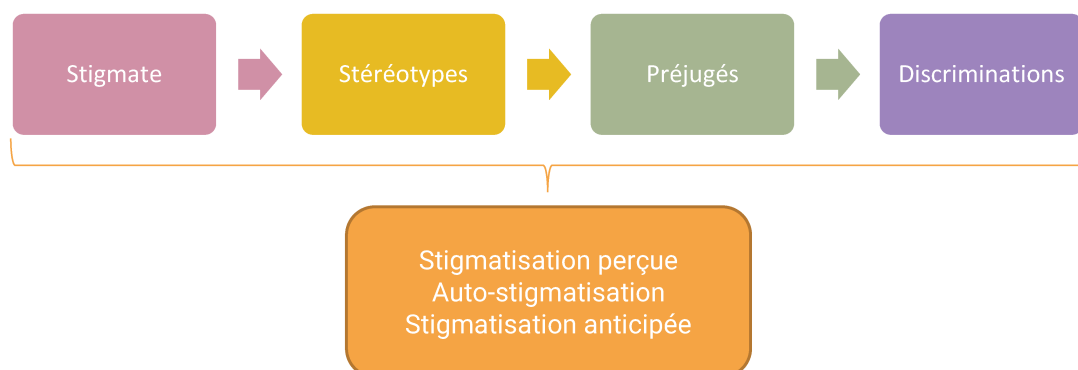 Stigmate
Stéréotypes
Préjugés
Discriminations
Stigmatisation perçue
Auto-stigmatisation
Stigmatisation anticipée